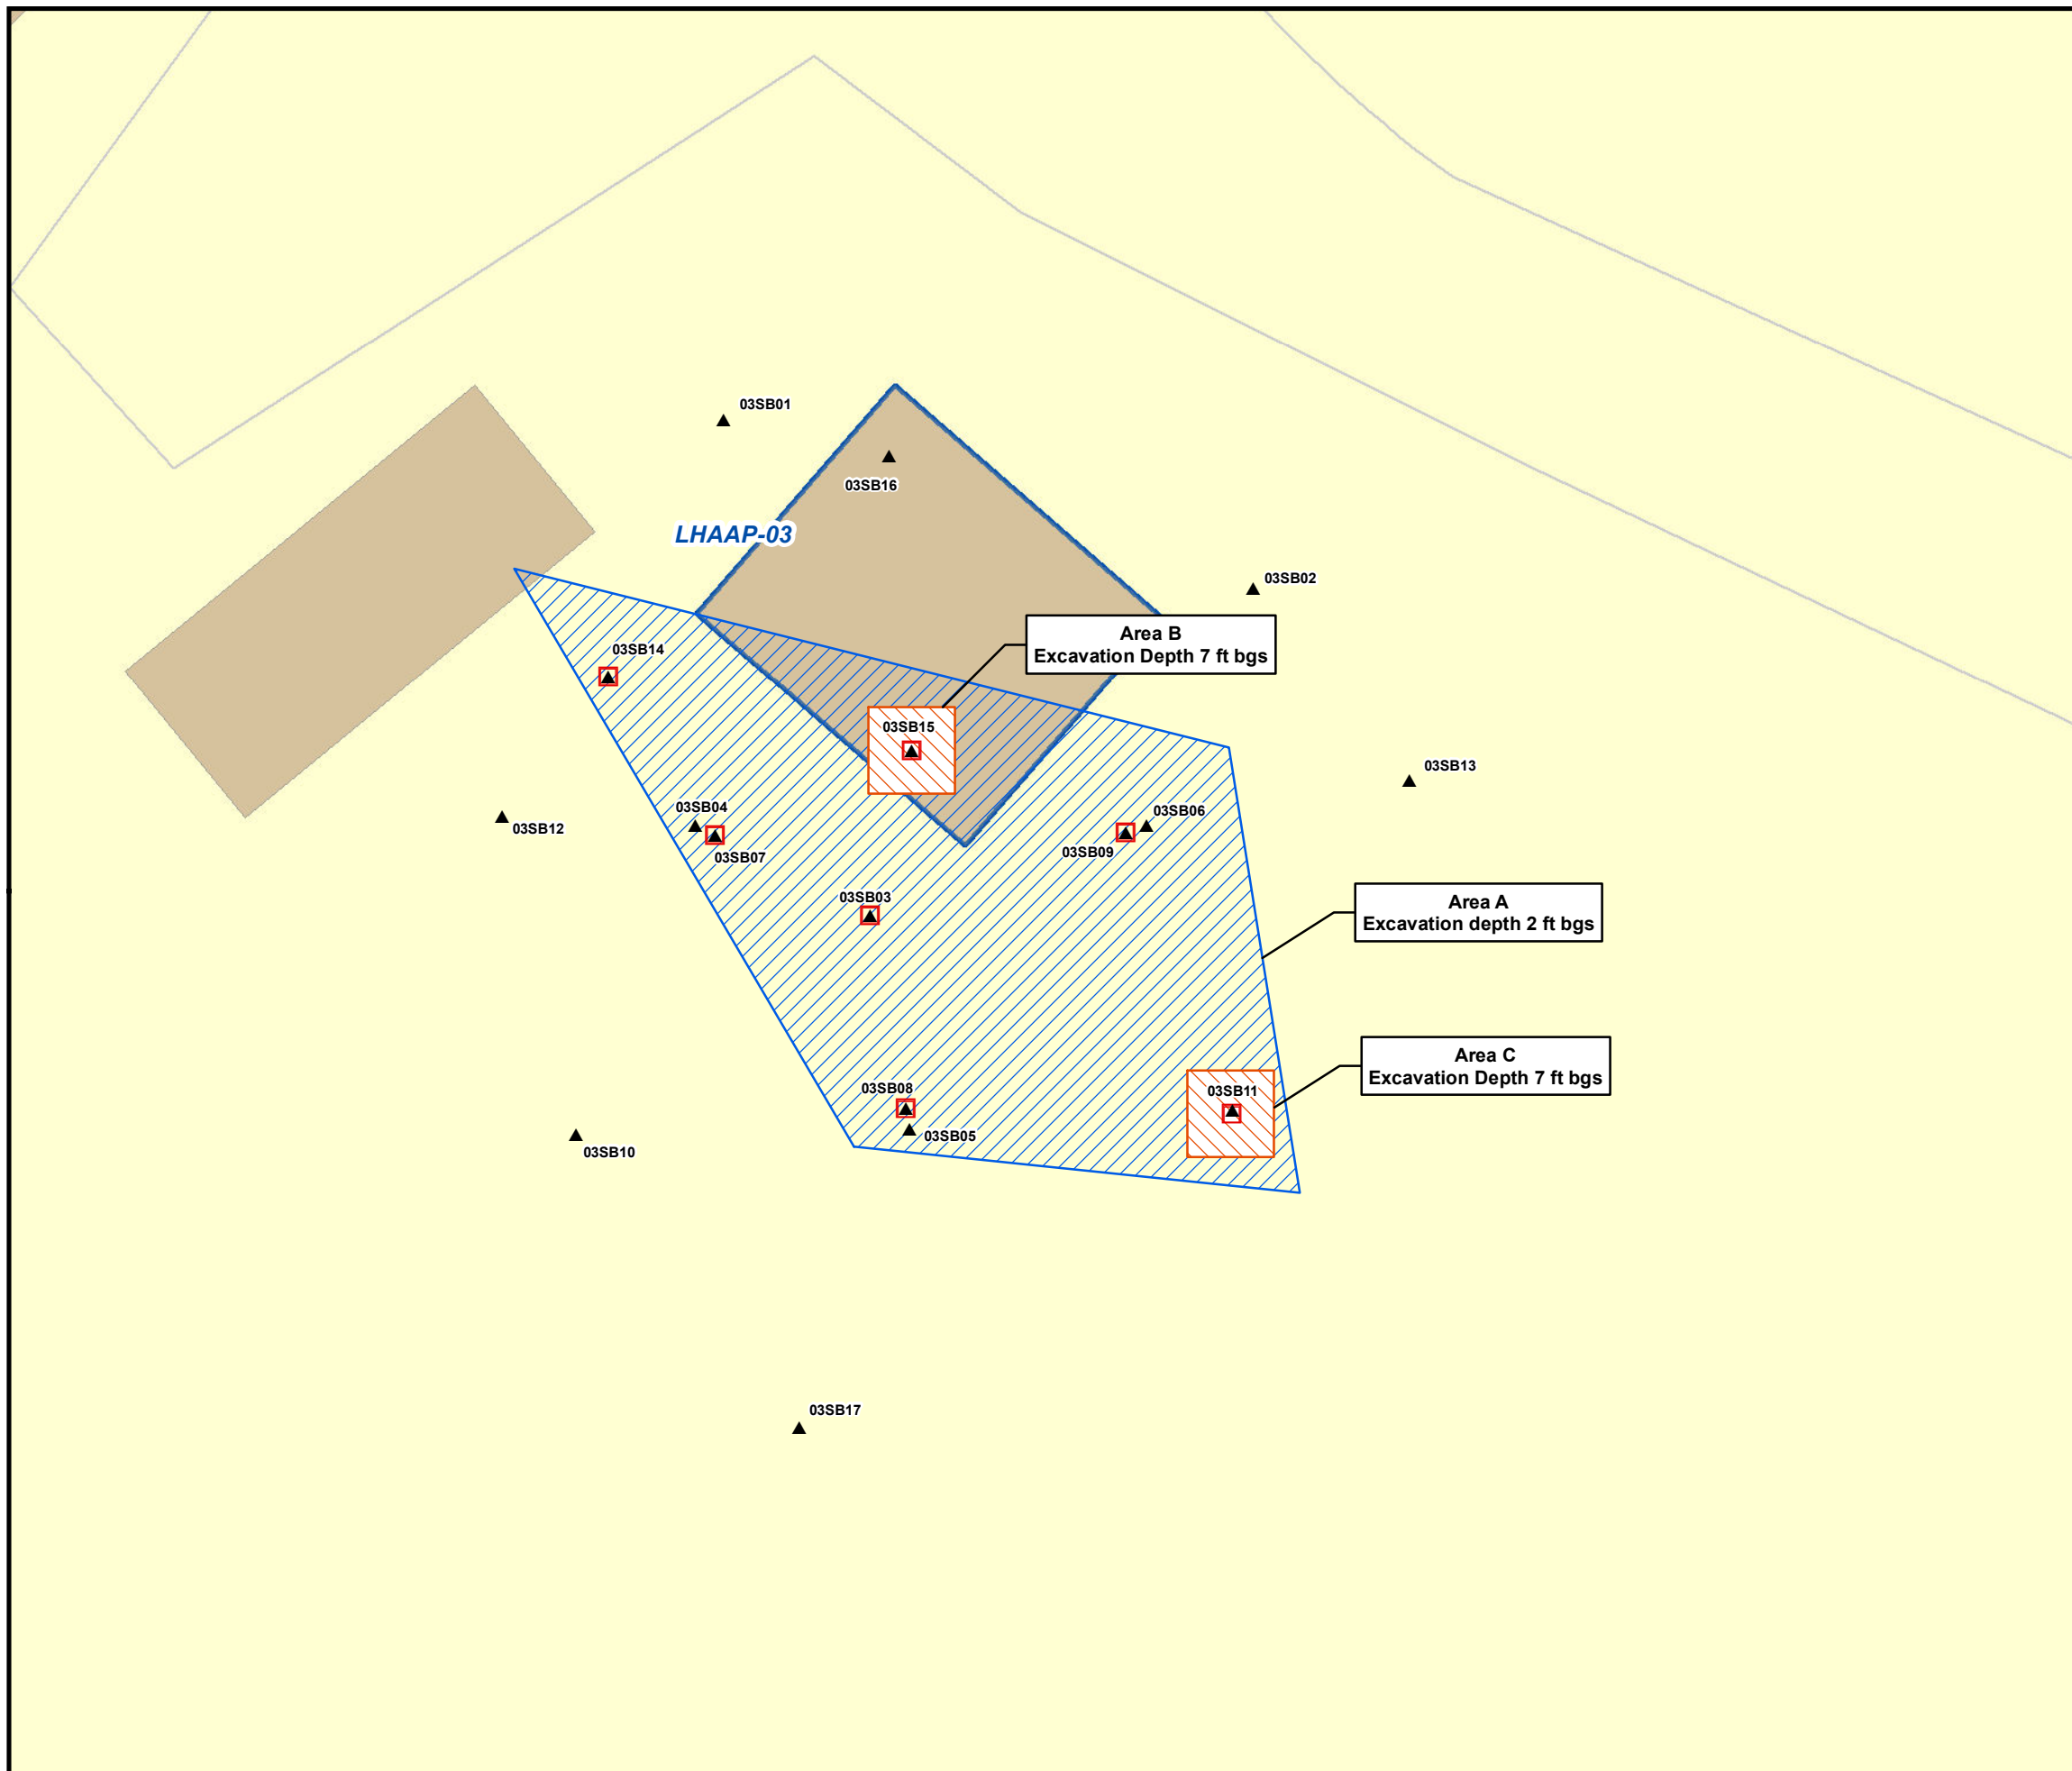 03SB01
03SB16
LHAAP-03
03SB02
Area B
Excavation Depth 7 ft bgs
03SB14
03SB15
03SB13
03SB04
03SB06
03SB12
03SB07
03SB09
03SB03
Area A
Excavation depth 2 ft bgs
Area C
Excavation Depth 7 ft bgs
03SB08
03SB11
03SB05
03SB10
03SB17